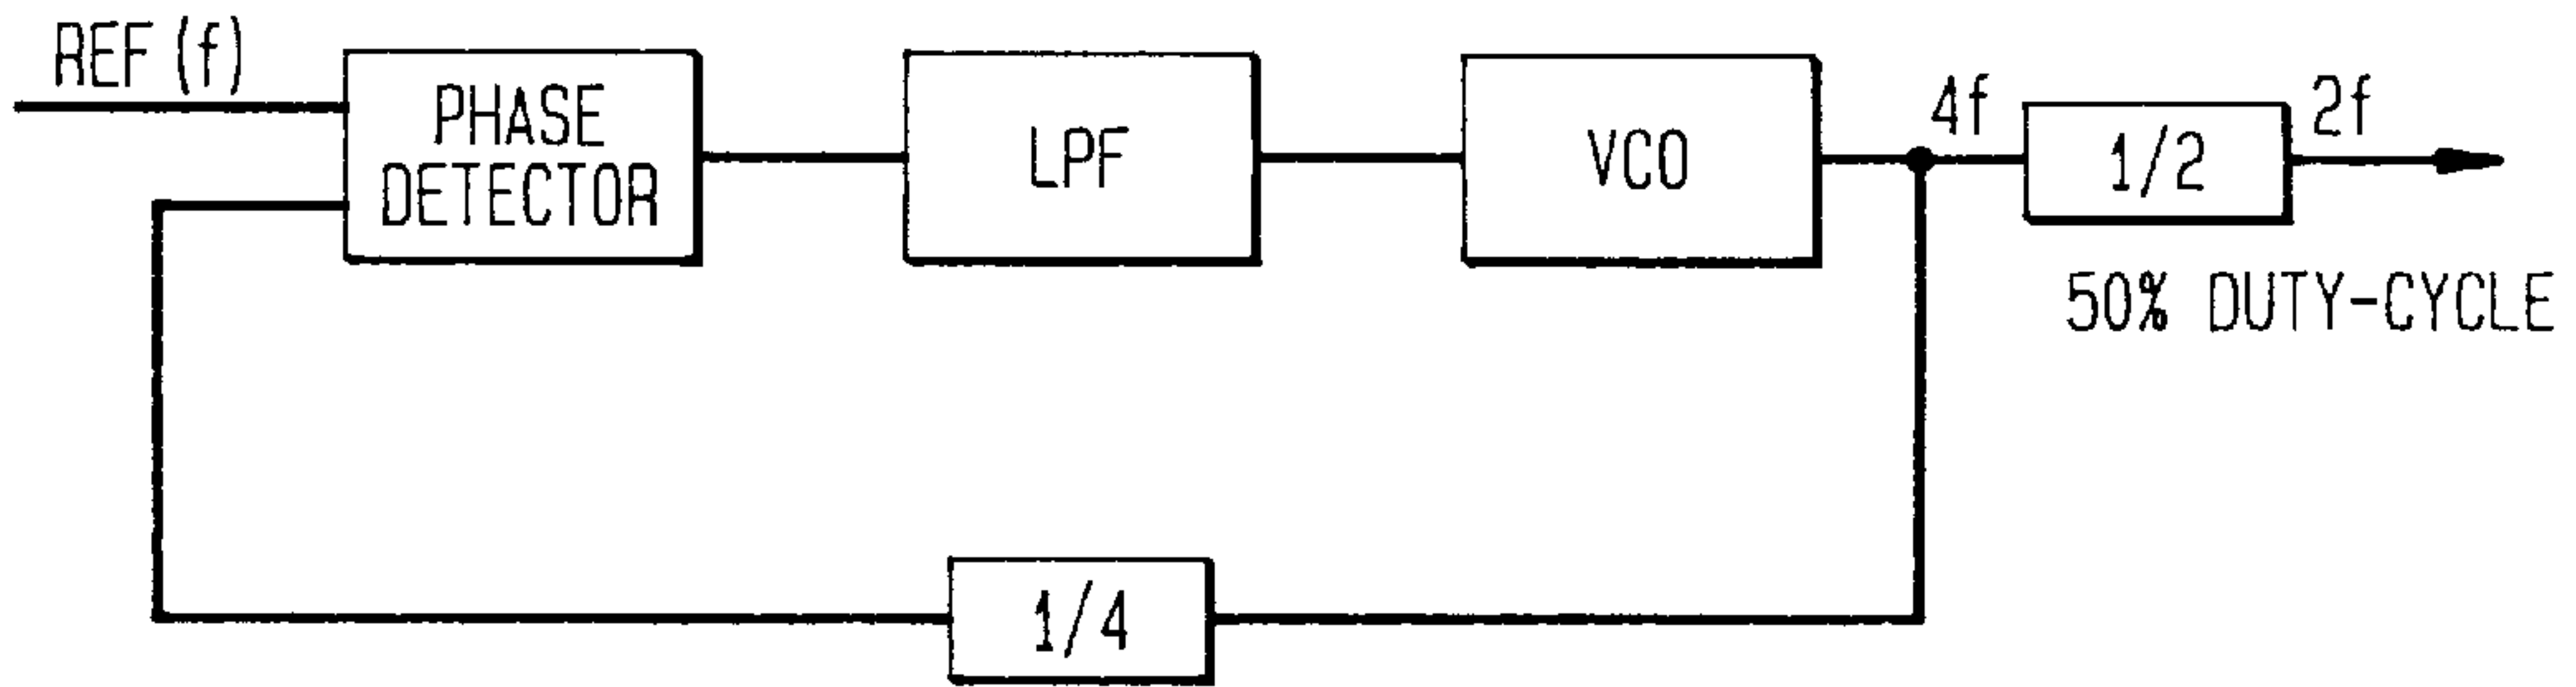 REF (f)
PHASE
DETECTOR
LPF
VCO
4f
1/2
2f
50% DUTY-CYCLE
1/4